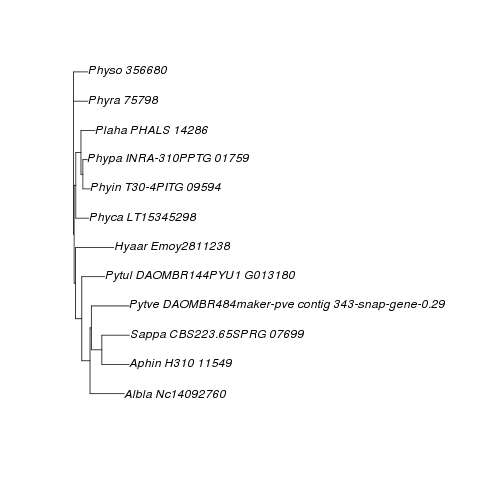 Physo 356680
Phyra 75798
Plaha PHALS 14286
Phypa INRA-310PPTG 01759
Phyin T30-4PITG 09594
Phyca LT15345298
Hyaar Emoy2811238
Pytul DAOMBR144PYU1 G013180
Pytve DAOMBR484maker-pve contig 343-snap-gene-0.29
Sappa CBS223.65SPRG 07699
Aphin H310 11549
Albla Nc14092760